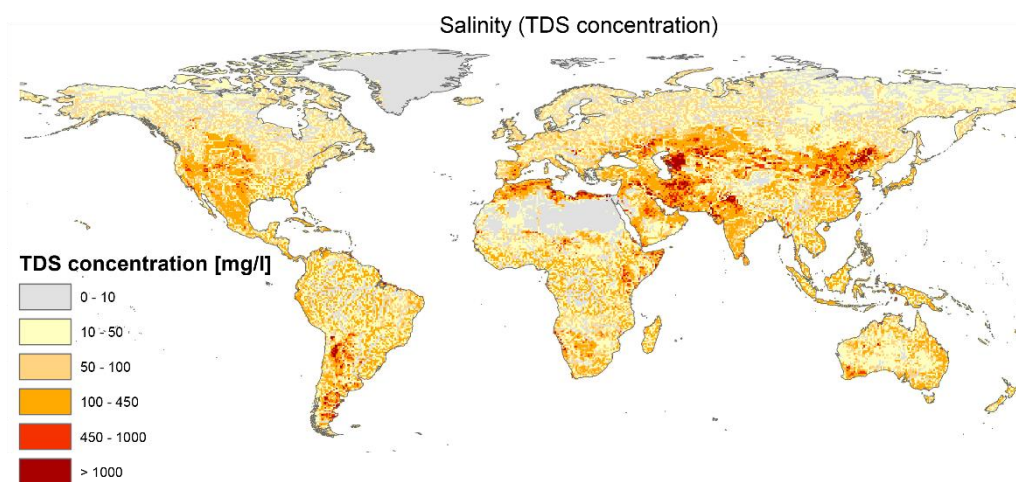 Salinity (TDS concentration)
TDS concentration [mg/l]
0 - 10
10 - 50
50 - 100
100 - 450
450 - 1000
> 1000